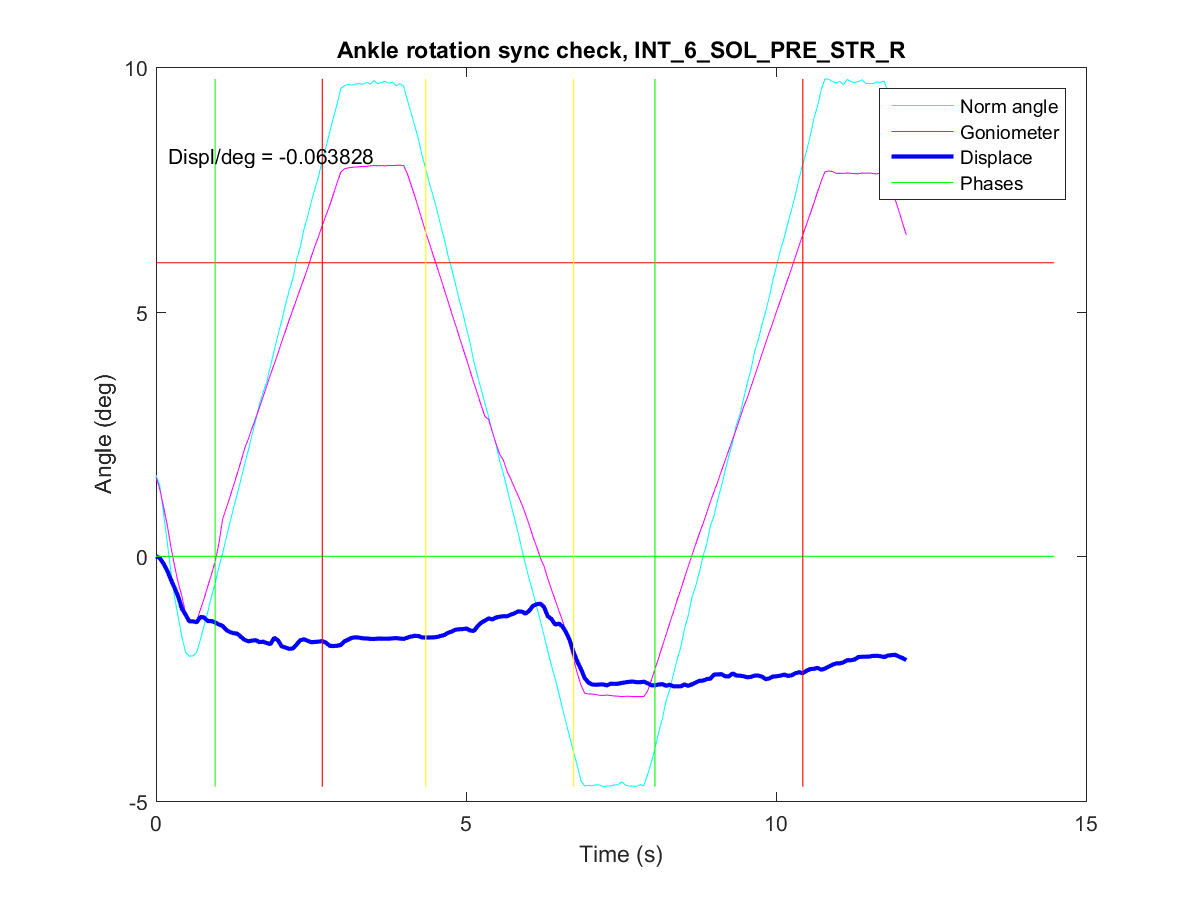 Ankle rotation sync check, INT_6_SOL_PRE_STR_R
10
Norm angle
Goniometer
Displace
Phases
Displ/deg = -0.063828
5
Angle (deg)
0
-5
0
5
10
15
Time (s)